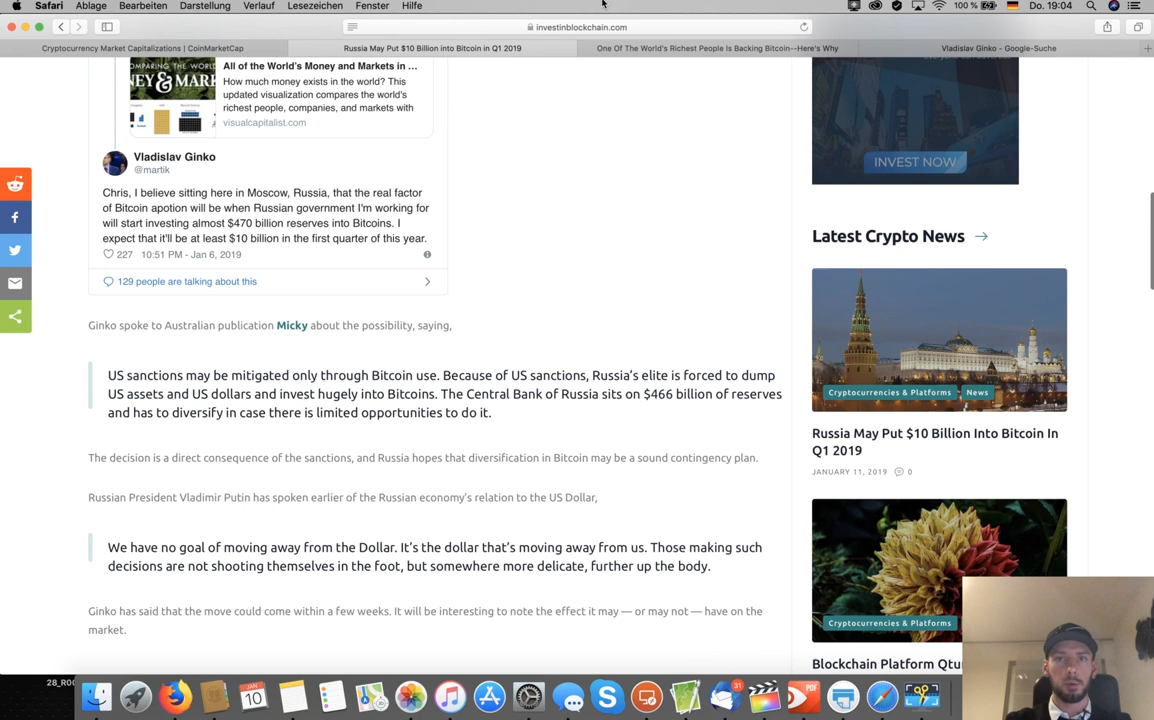 Safari Ablage Bearbeiten Darstellung Verlauf Lesezeichen Fenster Hilfe 100 % Do. 19:04
investinblockchain.com
Cryptocurrency Market Capitalizations | CoinMarketCap
Russia May Put $10 Billion into Bitcoin in Q1 2019
One Of The World's Richest People Is Backing Bitcoin--Here's Why
Vladislav Ginko - Google-Suche
COMPARING THE WORLD'S
All of the World's Money and Markets in ...
How much money exists in the world? This
updated visualization compares the world's
richest people, companies, and markets with
visualcapitalist.com
Vladislav Ginko
@martik
Chris, I believe sitting here in Moscow, Russia, that the real factor
of Bitcoin apotion will be when Russian government I'm working for
will start investing almost $470 billion reserves into Bitcoins. I
expect that it'll be at least $10 billion in the first quarter of this year.
227 10:51 PM - Jan 6, 2019
129 people are talking about this
Ginko spoke to Australian publication Micky about the possibility, saying,
US sanctions may be mitigated only through Bitcoin use. Because of US sanctions, Russia's elite is forced to dump
US assets and US dollars and invest hugely into Bitcoins. The Central Bank of Russia sits on $466 billion of reserves
and has to diversify in case there is limited opportunities to do it.
The decision is a direct consequence of the sanctions, and Russia hopes that diversification in Bitcoin may be a sound contingency plan.
Russian President Vladimir Putin has spoken earlier of the Russian economy's relation to the US Dollar,
We have no goal of moving away from the Dollar. It's the dollar that's moving away from us. Those making such
decisions are not shooting themselves in the foot, but somewhere more delicate, further up the body.
Ginko has said that the move could come within a few weeks. It will be interesting to note the effect it may — or may not — have on the
market.
INVEST NOW
Latest Crypto News
Cryptocurrencies & Platforms News
Russia May Put $10 Billion Into Bitcoin In
Q1 2019
JANUARY 11, 2019 0
Cryptocurrencies & Platforms
Blockchain Platform Qtu
JAN
10
31
PDF